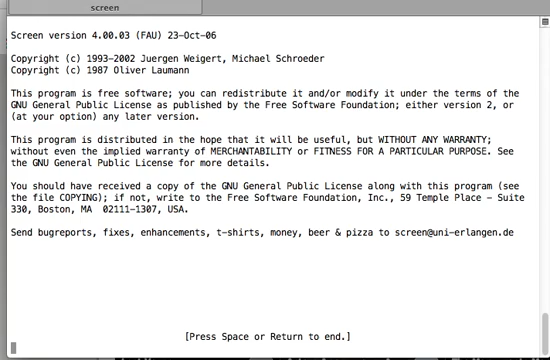 screen
Screen version 4.00.03 (FAU) 23-Oct-06
Copyright (c) 1993-2002 Juergen Weigert, Michael Schroeder
Copyright (c) 1987 Oliver Laumann
This program is free software; you can redistribute it and/or modify it under the terms of the
GNU General Public License as published by the Free Software Foundation; either version 2, or
(at your option) any later version.
This program is distributed in the hope that it will be useful, but WITHOUT ANY WARRANTY;
without even the implied warranty of MERCHANTABILITY or FITNESS FOR A PARTICULAR PURPOSE. See
the GNU General Public License for more details.
You should have received a copy of the GNU General Public License along with this program (see
the file COPYING); if not, write to the Free Software Foundation, Inc., 59 Temple Place - Suite
330, Boston, MA  02111-1307, USA.
Send bugreports, fixes, enhancements, t-shirts, money, beer & pizza to screen@uni-erlangen.de
[Press Space or Return to end.]